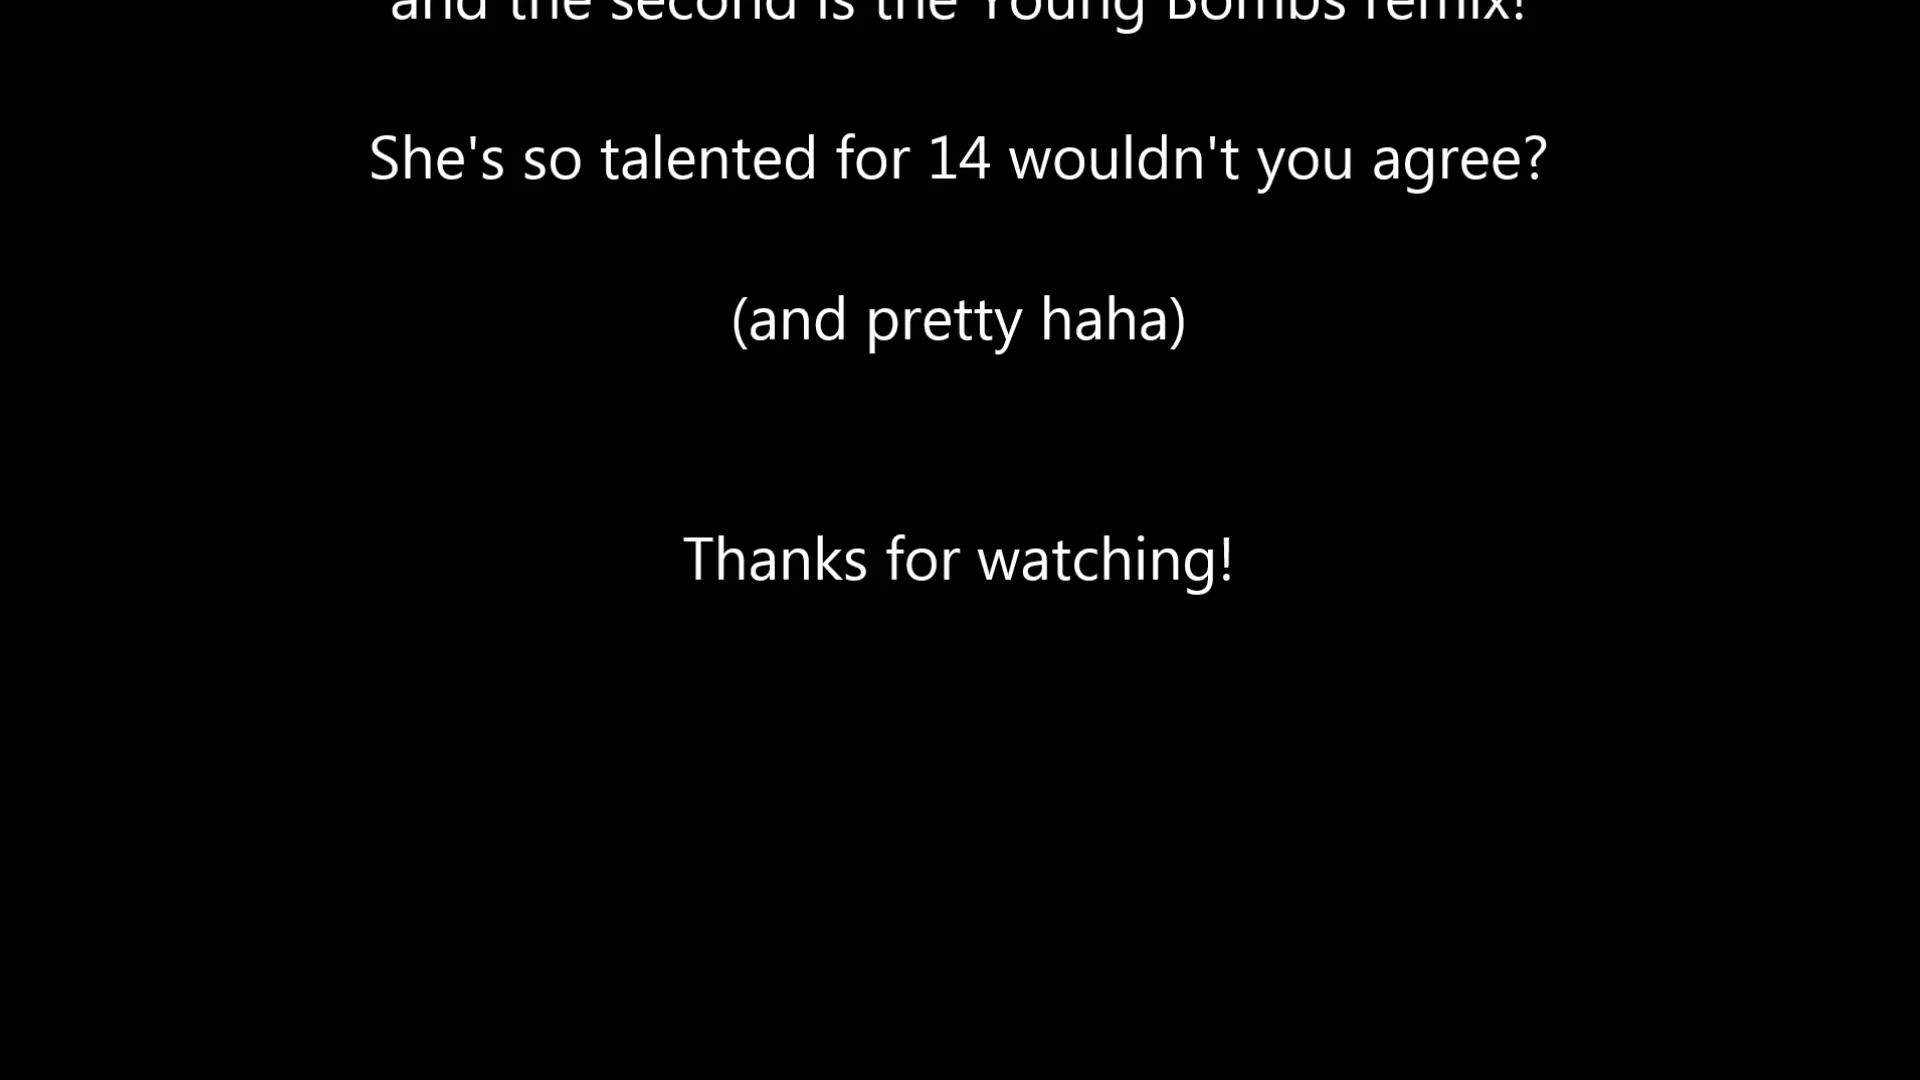 and the second is the Young Bombs remix!
She's so talented for 14 wouldn't you agree?
(and pretty haha)
Thanks for watching!